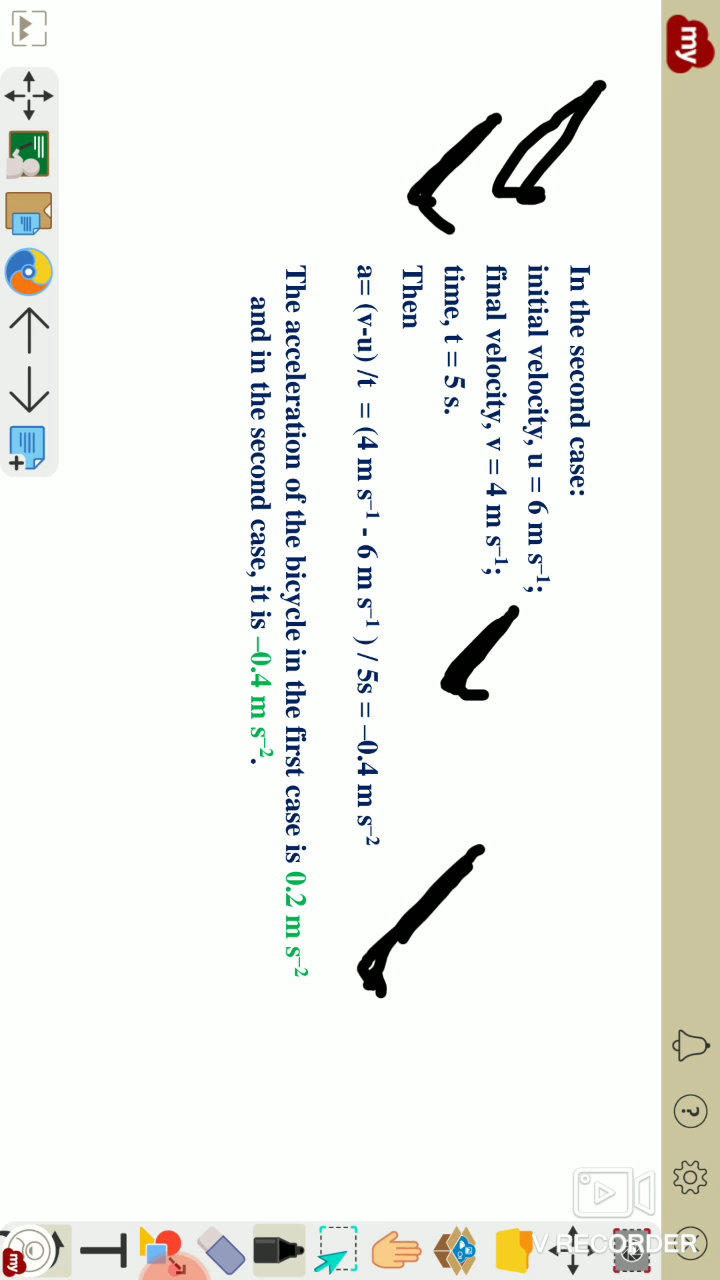 my
In the second case:
initial velocity, u = 6 m s⁻¹;
final velocity, v = 4 m s⁻¹;
time, t = 5 s.
Then
a= (v-u) /t = (4 m s⁻¹ - 6 m s⁻¹ ) / 5s = –0.4 m s⁻²
The acceleration of the bicycle in the first case is 0.2 m s⁻²
and in the second case, it is –0.4 m s⁻².
V RECORDER
my